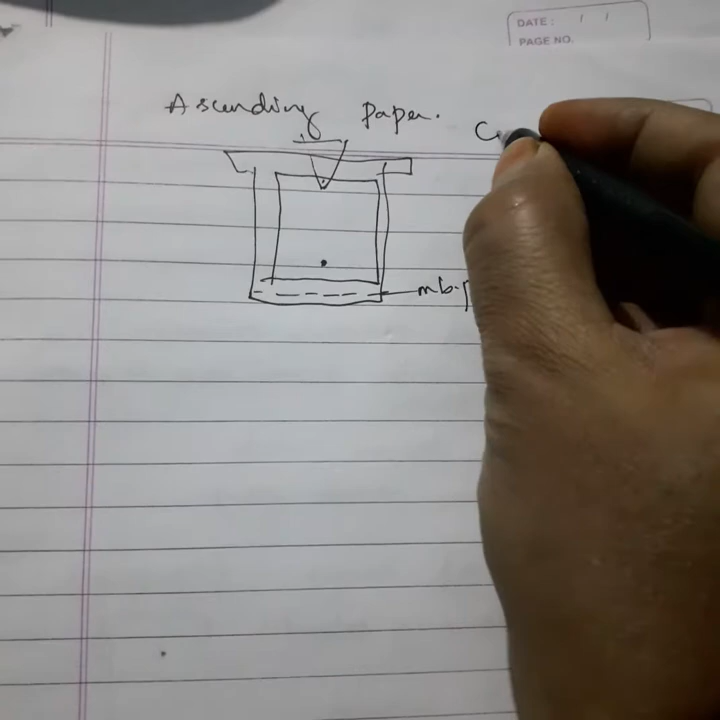 DATE: / /
PAGE NO.
Ascending paper. C
mb.p